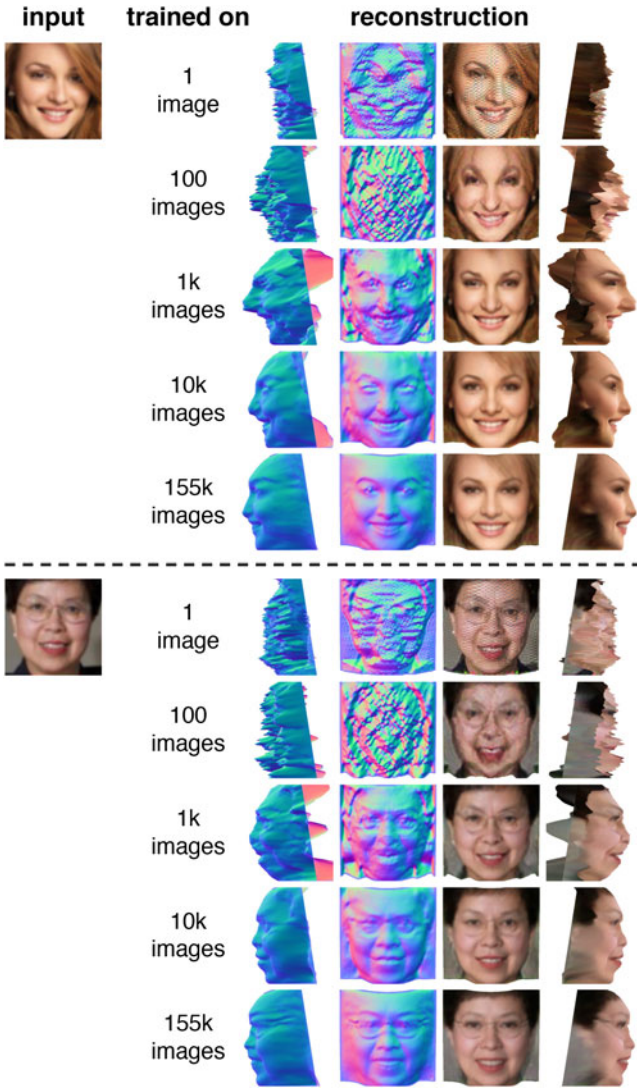 input trained on reconstruction
1
image
100
images
1k
images
10k
images
155k
images
1
image
100
images
1k
images
10k
images
155k
images